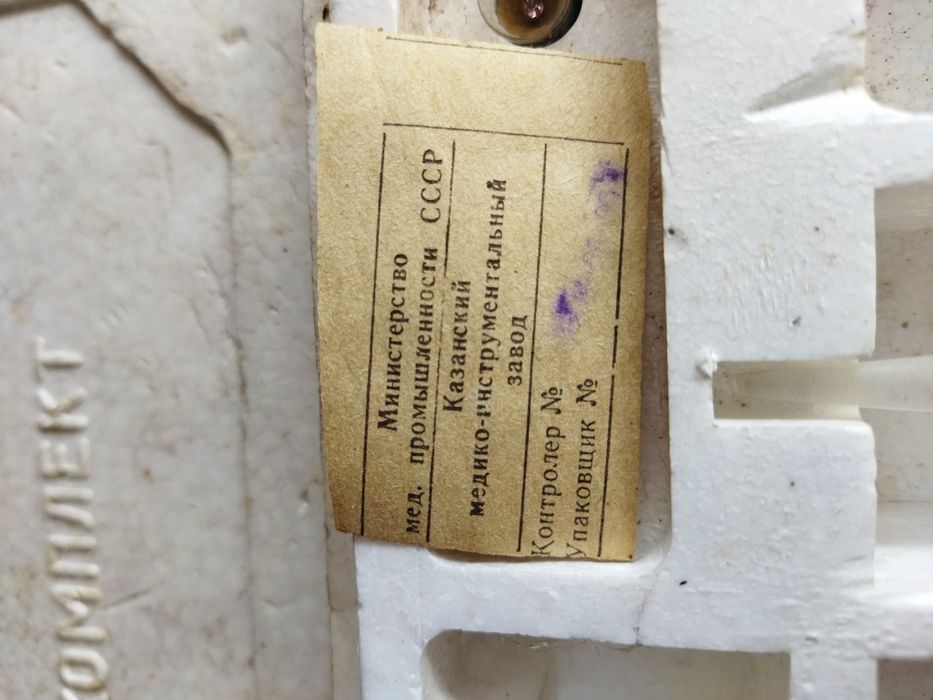 Министерство
мед. промышленности СССР
Казанский
медико-инструментальный
завод
Контролер №
Упаковщик №
КОМПЛЕКТ